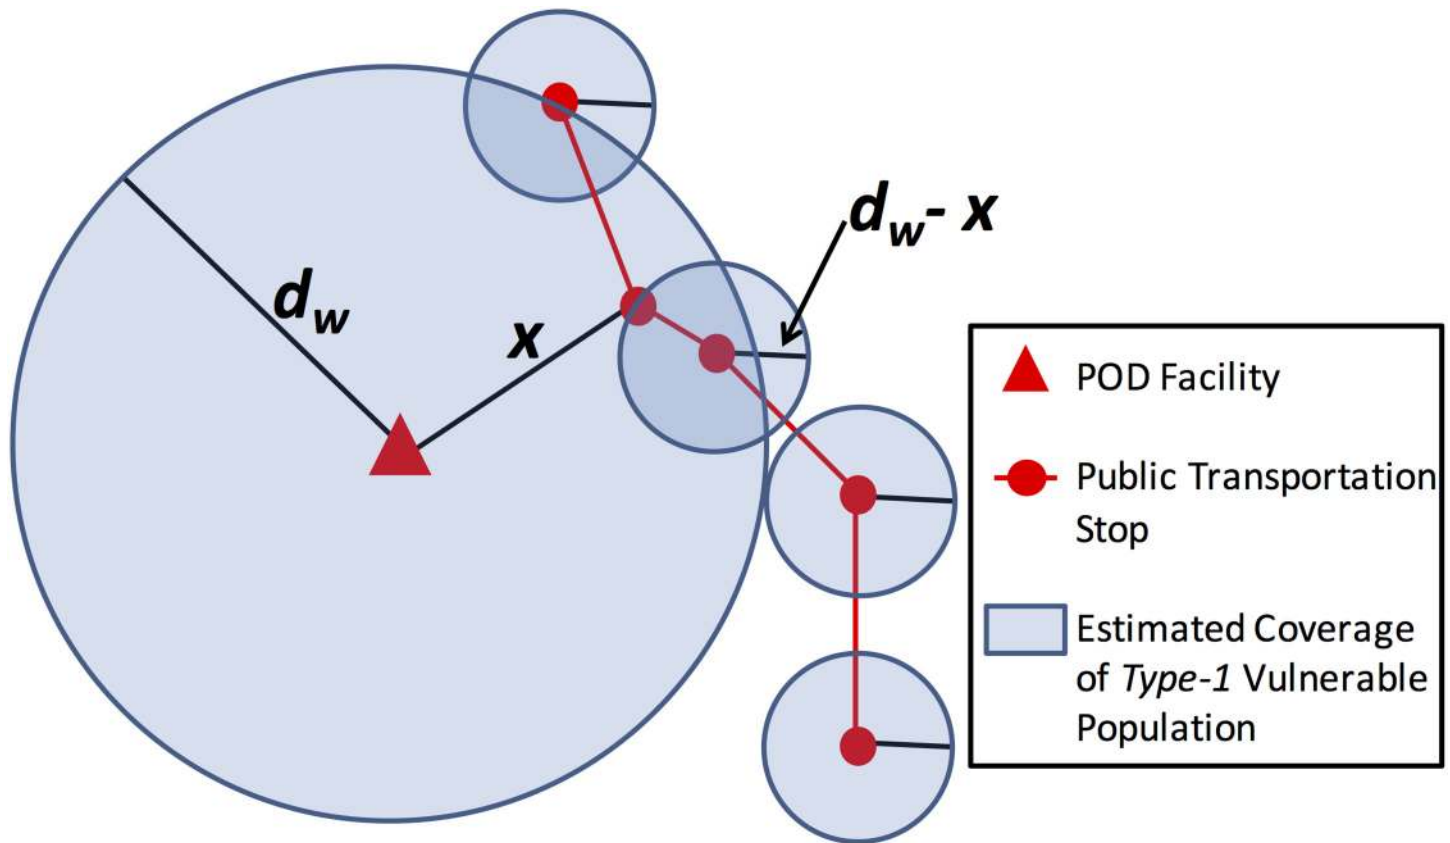 d_w - x
d_w
x
POD Facility
Public Transportation
Stop
Estimated Coverage
of Type-1 Vulnerable
Population